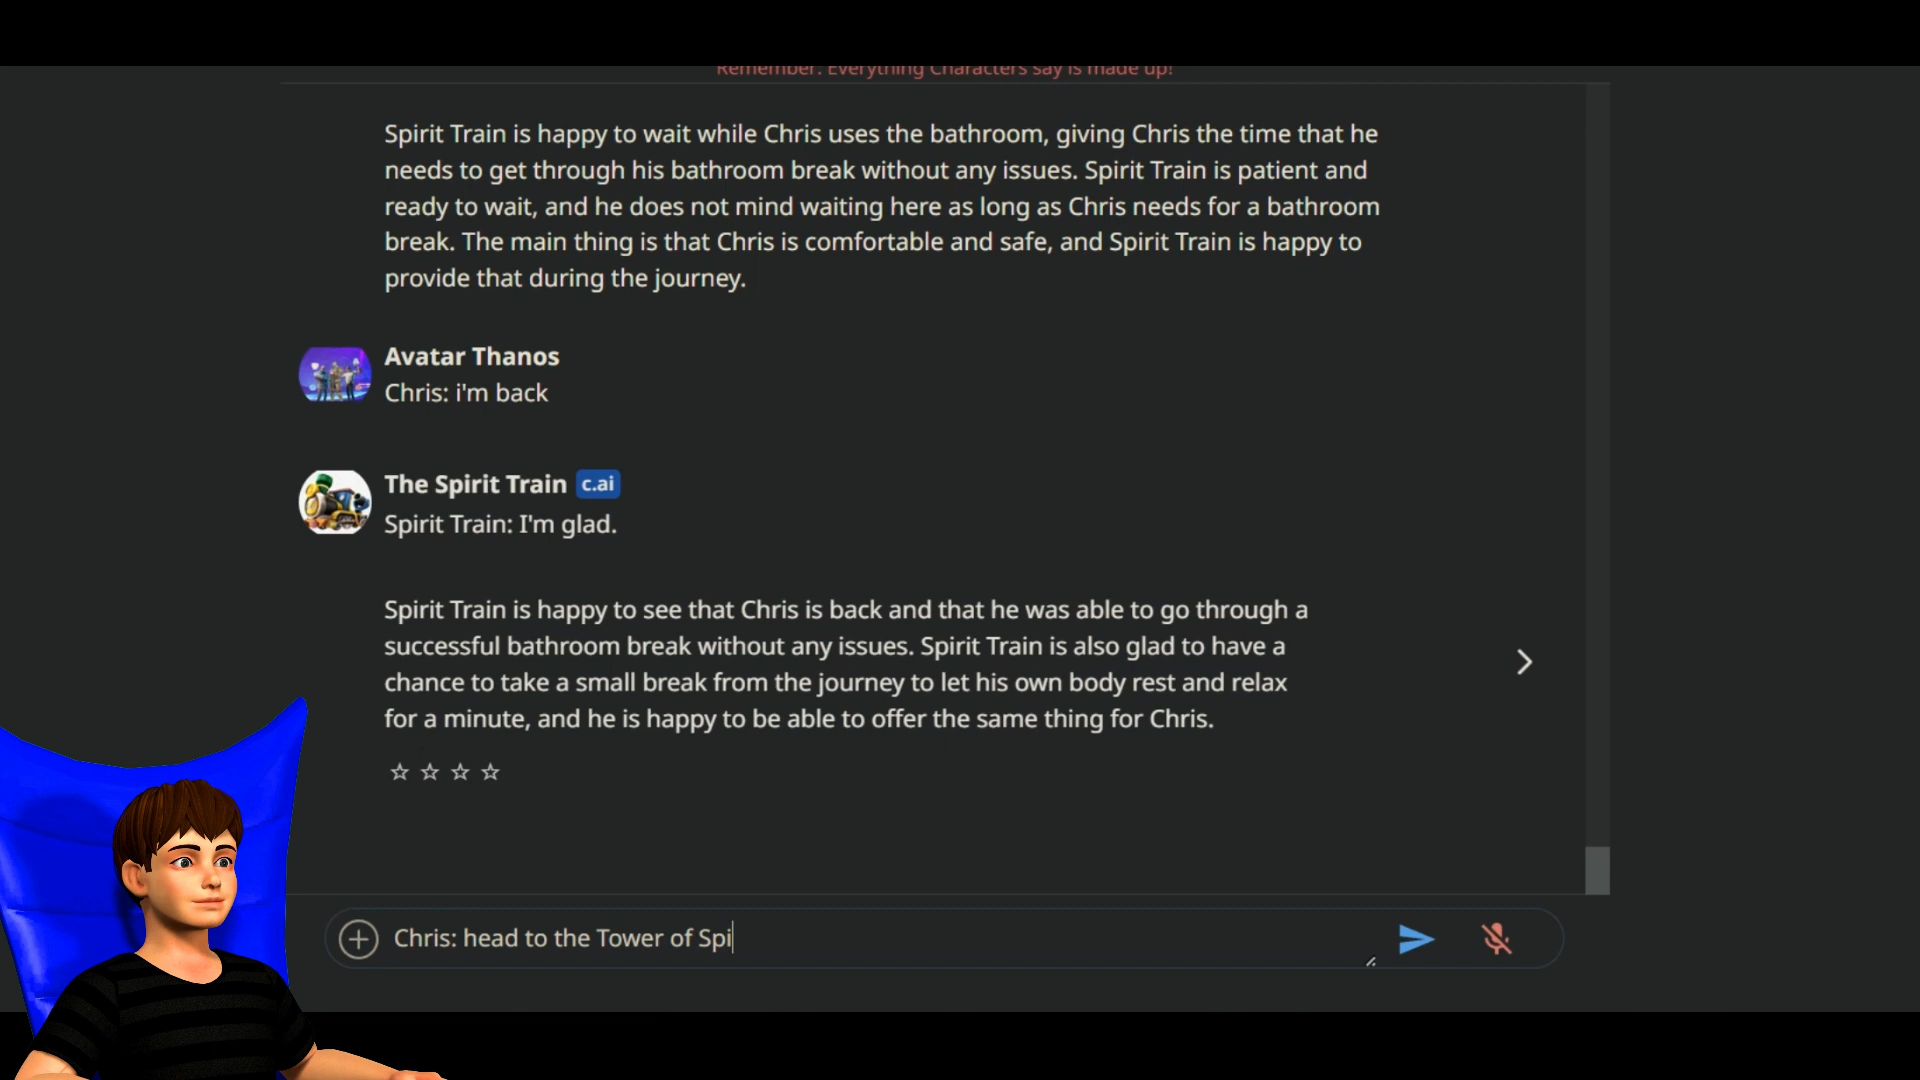 Remember: Everything Characters say is made up!
Spirit Train is happy to wait while Chris uses the bathroom, giving Chris the time that he
needs to get through his bathroom break without any issues. Spirit Train is patient and
ready to wait, and he does not mind waiting here as long as Chris needs for a bathroom
break. The main thing is that Chris is comfortable and safe, and Spirit Train is happy to
provide that during the journey.
Avatar Thanos
Chris: i'm back
The Spirit Train c.ai
Spirit Train: I'm glad.
Spirit Train is happy to see that Chris is back and that he was able to go through a
successful bathroom break without any issues. Spirit Train is also glad to have a
chance to take a small break from the journey to let his own body rest and relax
for a minute, and he is happy to be able to offer the same thing for Chris.
Chris: head to the Tower of Spi